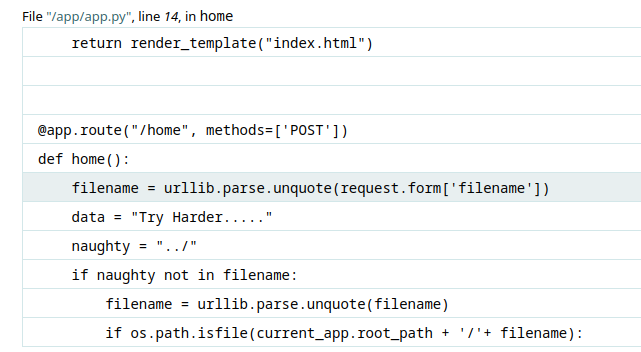 File "/app/app.py", line 14, in home
return render_template("index.html")
@app.route("/home", methods=['POST'])
def home():
filename = urllib.parse.unquote(request.form['filename'])
data = "Try Harder....."
naughty = "../"
if naughty not in filename:
filename = urllib.parse.unquote(filename)
if os.path.isfile(current_app.root_path + '/'+ filename):